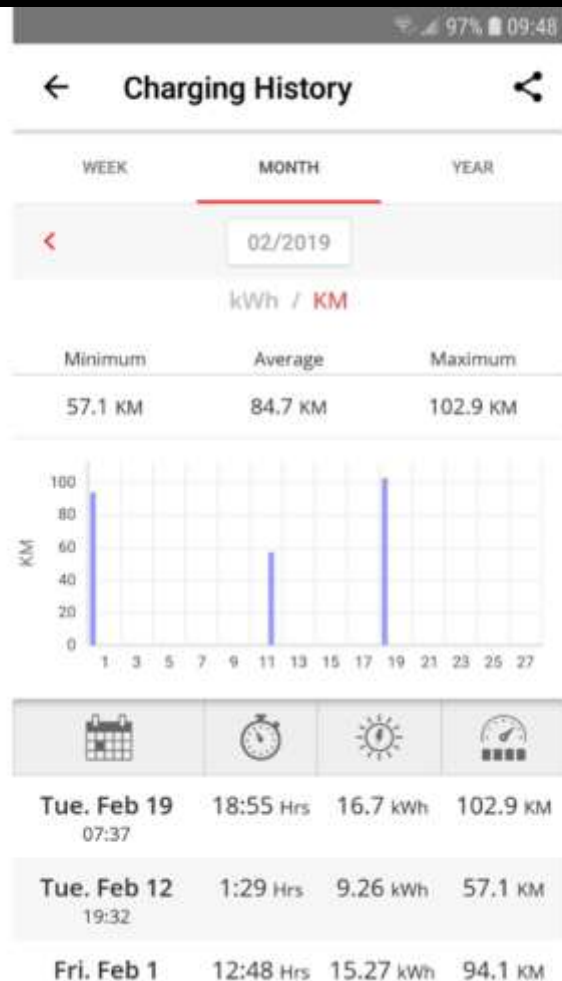 97% 09:48
Charging History
WEEK MONTH YEAR
02/2019
kWh / KM
Minimum Average Maximum
57.1 KM 84.7 KM 102.9 KM
100
80
60
40
20
0
KM
1 3 5 7 9 11 13 15 17 19 21 23 25 27
Tue. Feb 19 18:55 Hrs 16.7 kWh 102.9 KM
07:37
Tue. Feb 12 1:29 Hrs 9.26 kWh 57.1 KM
19:32
Fri. Feb 1 12:48 Hrs 15.27 kWh 94.1 KM